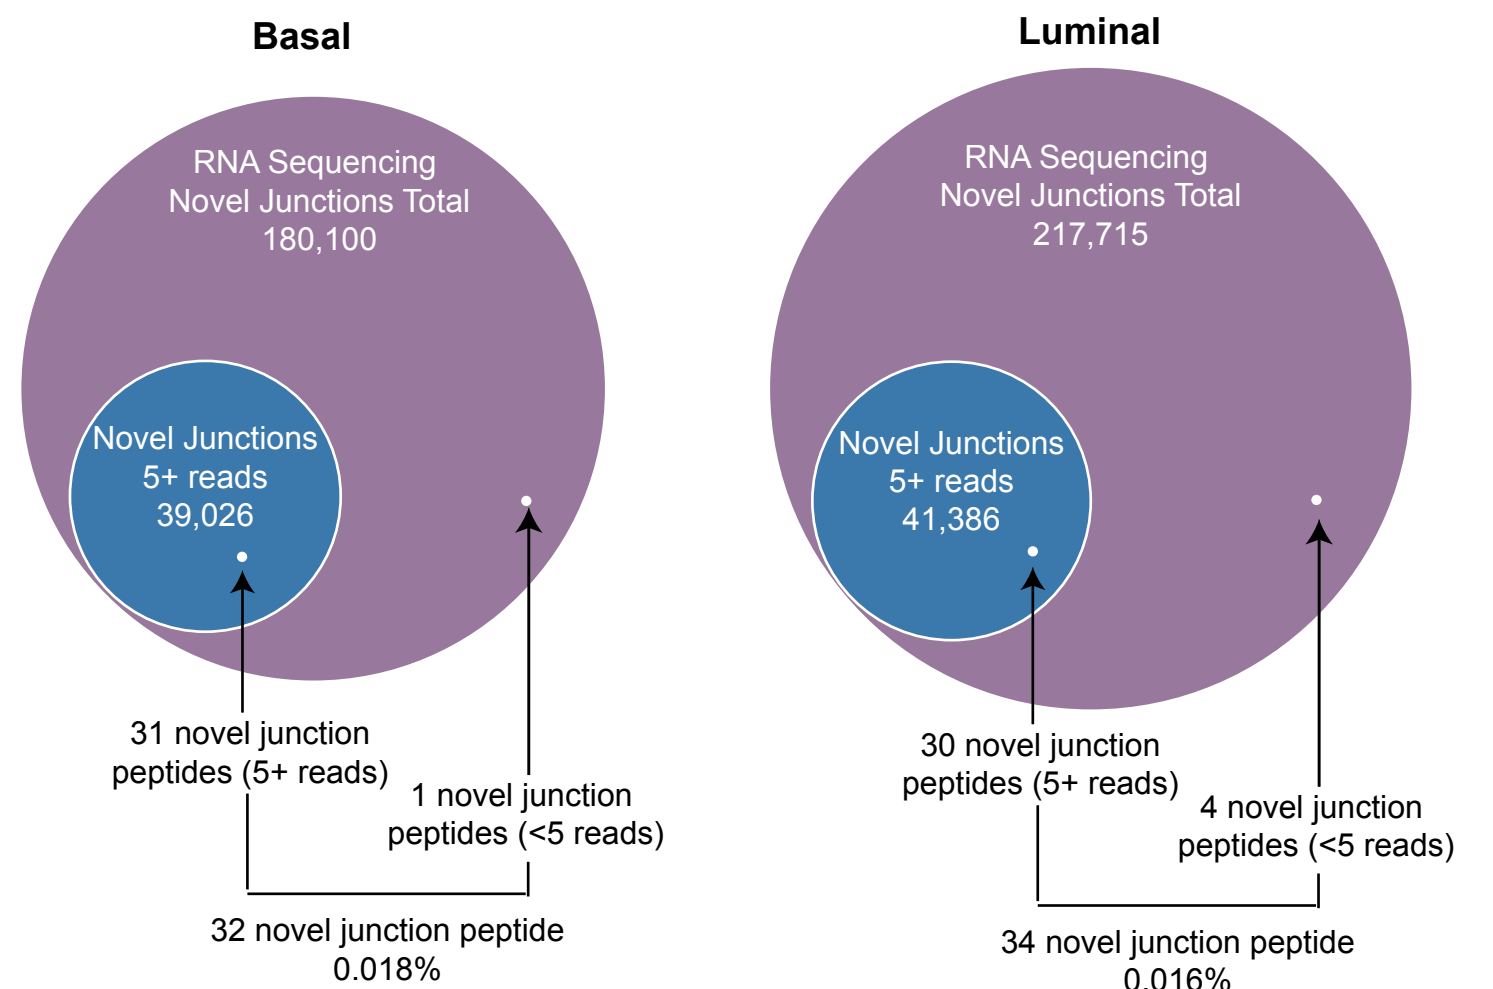 Basal
RNA Sequencing
Novel Junctions Total
180,100
Novel Junctions
5+ reads
39,026
31 novel junction
peptides (5+ reads)
1 novel junction
peptides (<5 reads)
32 novel junction peptide
0.018%
Luminal
RNA Sequencing
Novel Junctions Total
217,715
Novel Junctions
5+ reads
41,386
30 novel junction
peptides (5+ reads)
4 novel junction
peptides (<5 reads)
34 novel junction peptide
0.016%